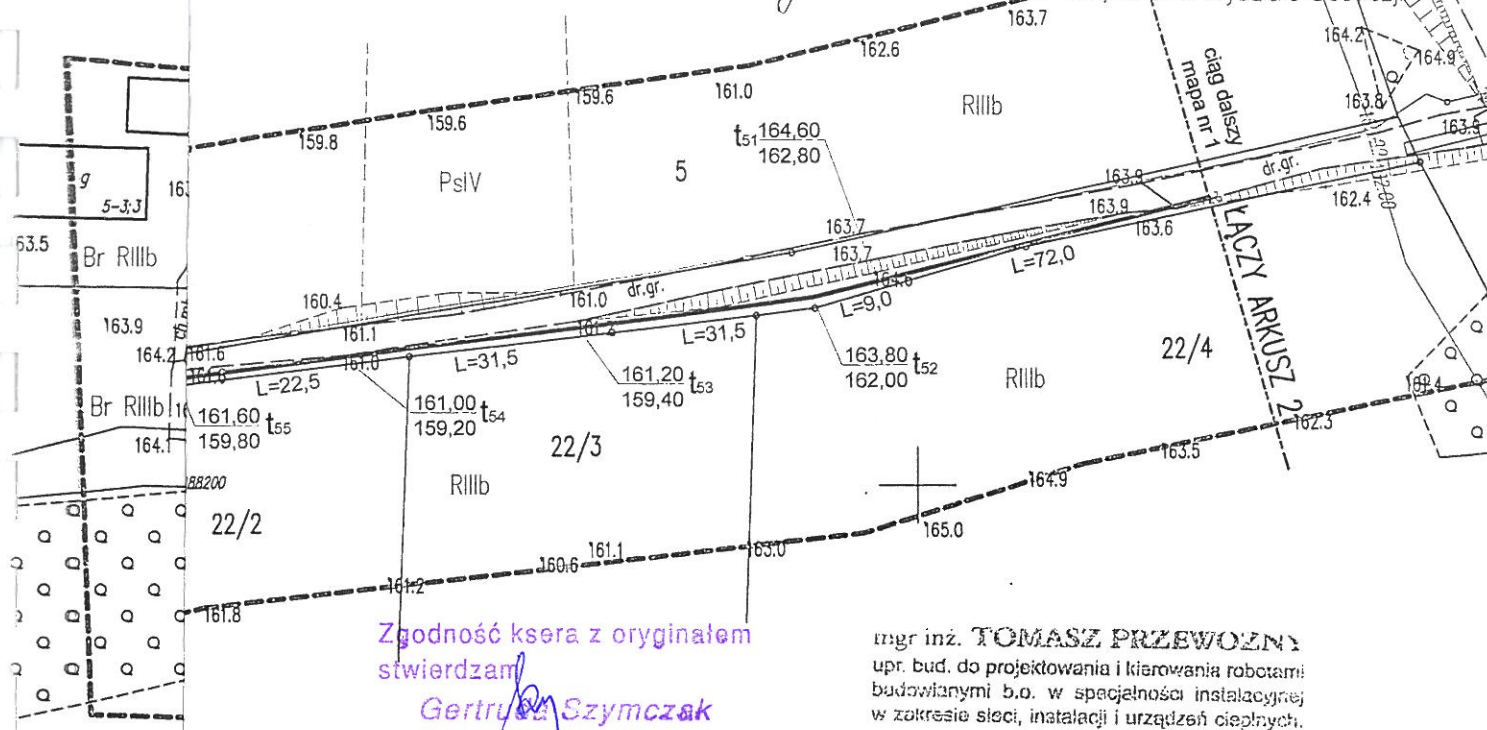 163.7
162.6
161.0
159.6
159.6
159.8
164.2
164.9
163.8
163.9
ciąg dalszy
mapa nr 1
RIIIb
PsIV
5
t51 164,60
162,80
g
5-3;3
63.5
Br RIIIb
163.9
164.2
dr.gr.
163.9
163.9
163.6
162.4
163.7
163.7
164.6
L=72,0
L=9,0
160.4
161.1
161.0
dr.gr.
161.6
161.6
L=22,5
L=31,5
L=31,5
163,80 t52
162,00
161,20 t53
159,40
161,00 t54
159,20
161,60 t55
159,80
22/4
ŁĄCZY ARKUSZ 2
RIIIb
22/3
RIIIb
Br RIIIb
164.1
88200
22/2
162.3
163.5
164.9
165.0
163.0
161.1
160.6
161.2
161.8
Zgodność ksera z oryginałem
stwierdzam
Gertruda Szymczak
mgr inż. TOMASZ PRZEWOZNY
upr. bud. do projektowania i kierowania robotami
budowlanymi b.o. w specjalności instalacyjnej
w zakresie sieci, instalacji i urządzeń cieplnych.